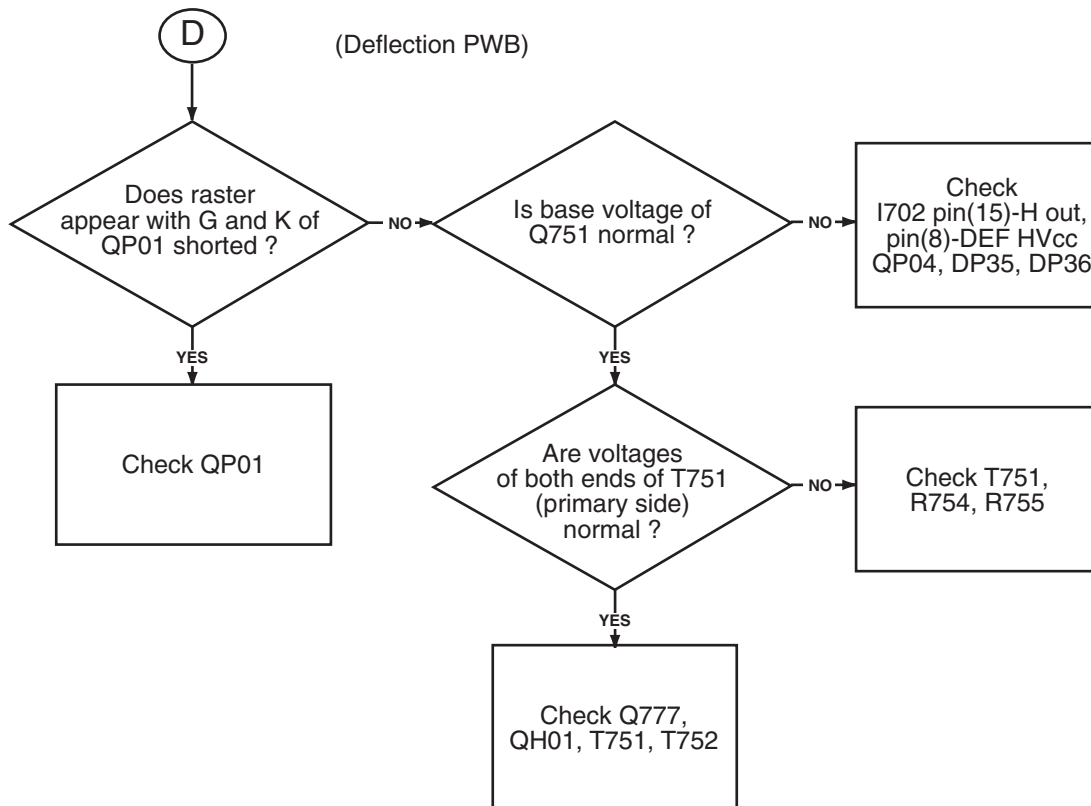 D
(Deflection PWB)
Does raster
appear with G and K of
QP01 shorted ?
NO
Is base voltage of
Q751 normal ?
NO
Check
I702 pin(15)-H out,
pin(8)-DEF HVcc
QP04, DP35, DP36
YES
Check QP01
YES
Are voltages
of both ends of T751
(primary side)
normal ?
NO
Check T751,
R754, R755
YES
Check Q777,
QH01, T751, T752